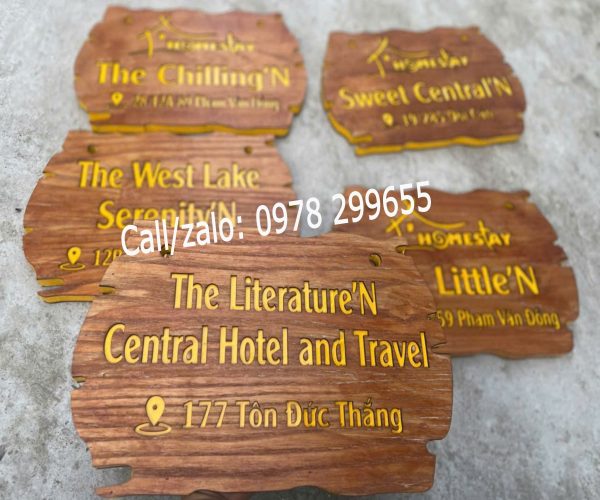 HOMESTAY
The Chilling'N
HOMESTAY
Sweet Central'N
The West Lake
Serenity'N
Call/zalo: 0978 299655
HOMESTAY
Little'N
59 Phạm Văn Đồng
The Literature'N
Central Hotel and Travel
177 Tôn Đức Thắng